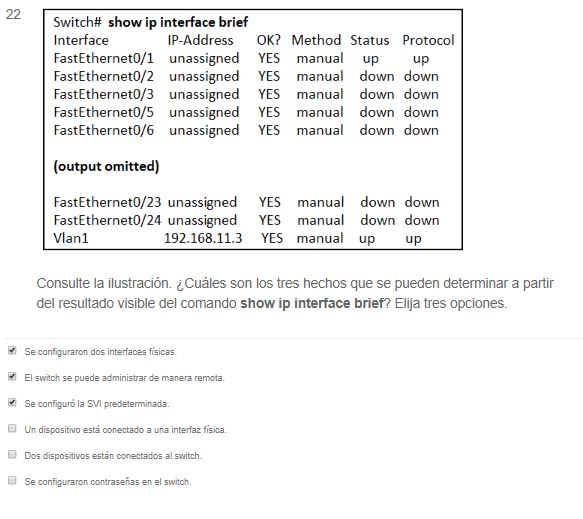 22
Switch# show ip interface brief
Interface IP-Address OK? Method Status Protocol
FastEthernet0/1 unassigned YES manual up up
FastEthernet0/2 unassigned YES manual down down
FastEthernet0/3 unassigned YES manual down down
FastEthernet0/5 unassigned YES manual down down
FastEthernet0/6 unassigned YES manual down down
(output omitted)
FastEthernet0/23 unassigned YES manual down down
FastEthernet0/24 unassigned YES manual down down
Vlan1 192.168.11.3 YES manual up up
Consulte la ilustración. ¿Cuáles son los tres hechos que se pueden determinar a partir
del resultado visible del comando show ip interface brief? Elija tres opciones.
Se configuraron dos interfaces físicas.
El switch se puede administrar de manera remota.
Se configuró la SVI predeterminada.
Un dispositivo está conectado a una interfaz física.
Dos dispositivos están conectados al switch.
Se configuraron contraseñas en el switch.